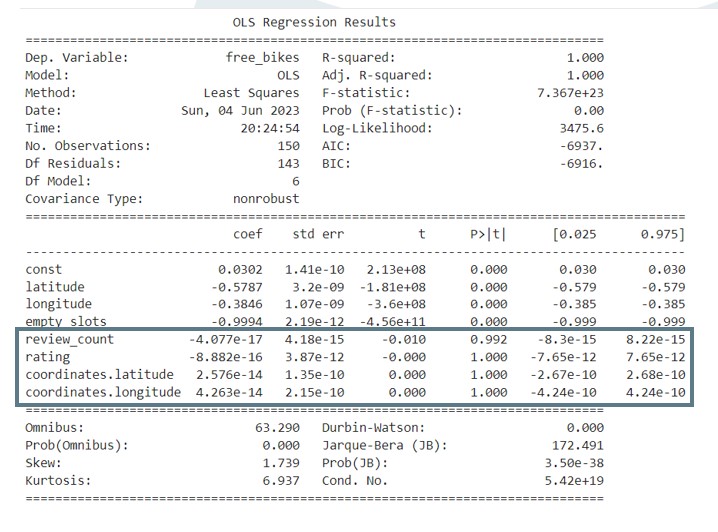 OLS Regression Results
==============================================================================
Dep. Variable: free_bikes R-squared: 1.000
Model: OLS Adj. R-squared: 1.000
Method: Least Squares F-statistic: 7.367e+23
Date: Sun, 04 Jun 2023 Prob (F-statistic): 0.00
Time: 20:24:54 Log-Likelihood: 3475.6
No. Observations: 150 AIC: -6937.
Df Residuals: 143 BIC: -6916.
Df Model: 6
Covariance Type: nonrobust
=========================================================================================
coef std err t P>|t| [0.025 0.975]
-----------------------------------------------------------------------------------------
const 0.0302 1.41e-10 2.13e+08 0.000 0.030 0.030
latitude -0.5787 3.2e-09 -1.81e+08 0.000 -0.579 -0.579
longitude -0.3846 1.07e-09 -3.6e+08 0.000 -0.385 -0.385
empty_slots -0.9994 2.19e-12 -4.56e+11 0.000 -0.999 -0.999
review_count -4.077e-17 4.18e-15 -0.010 0.992 -8.3e-15 8.22e-15
rating -8.882e-16 3.87e-12 -0.000 1.000 -7.65e-12 7.65e-12
coordinates.latitude 2.576e-14 1.35e-10 0.000 1.000 -2.67e-10 2.68e-10
coordinates.longitude 4.263e-14 2.15e-10 0.000 1.000 -4.24e-10 4.24e-10
==============================================================================
Omnibus: 63.290 Durbin-Watson: 0.000
Prob(Omnibus): 0.000 Jarque-Bera (JB): 172.491
Skew: 1.739 Prob(JB): 3.50e-38
Kurtosis: 6.937 Cond. No. 5.42e+19
==============================================================================